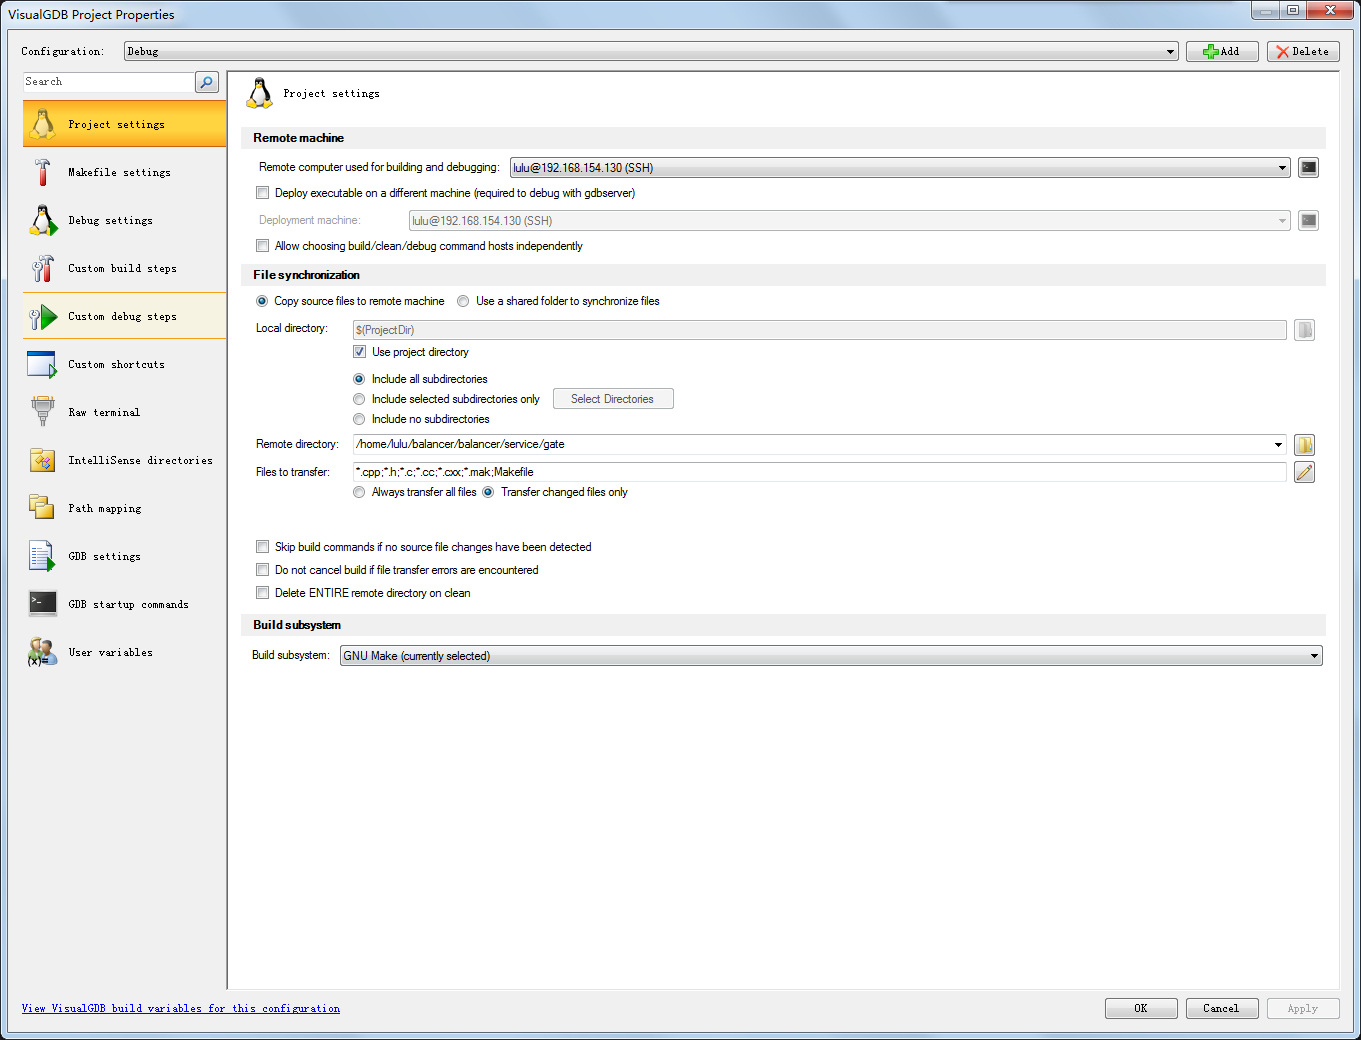 VisualGDB Project Properties
Configuration: Debug Add Delete
Search
Project settings
Makefile settings
Debug settings
Custom build steps
Custom debug steps
Custom shortcuts
Raw terminal
IntelliSense directories
Path mapping
GDB settings
GDB startup commands
User variables
Project settings
Remote machine
Remote computer used for building and debugging: lulu@192.168.154.130 (SSH)
Deploy executable on a different machine (required to debug with gdbserver)
Deployment machine: lulu@192.168.154.130 (SSH)
Allow choosing build/clean/debug command hosts independently
File synchronization
Copy source files to remote machine Use a shared folder to synchronize files
Local directory: $(ProjectDir)
Use project directory
Include all subdirectories
Include selected subdirectories only Select Directories
Include no subdirectories
Remote directory: /home/lulu/balancer/balancer/service/gate
Files to transfer: *.cpp;*.h;*.c;*.cc;*.cxx;*.mak;Makefile
Always transfer all files Transfer changed files only
Skip build commands if no source file changes have been detected
Do not cancel build if file transfer errors are encountered
Delete ENTIRE remote directory on clean
Build subsystem
Build subsystem: GNU Make (currently selected)
View VisualGDB build variables for this configuration
OK Cancel Apply